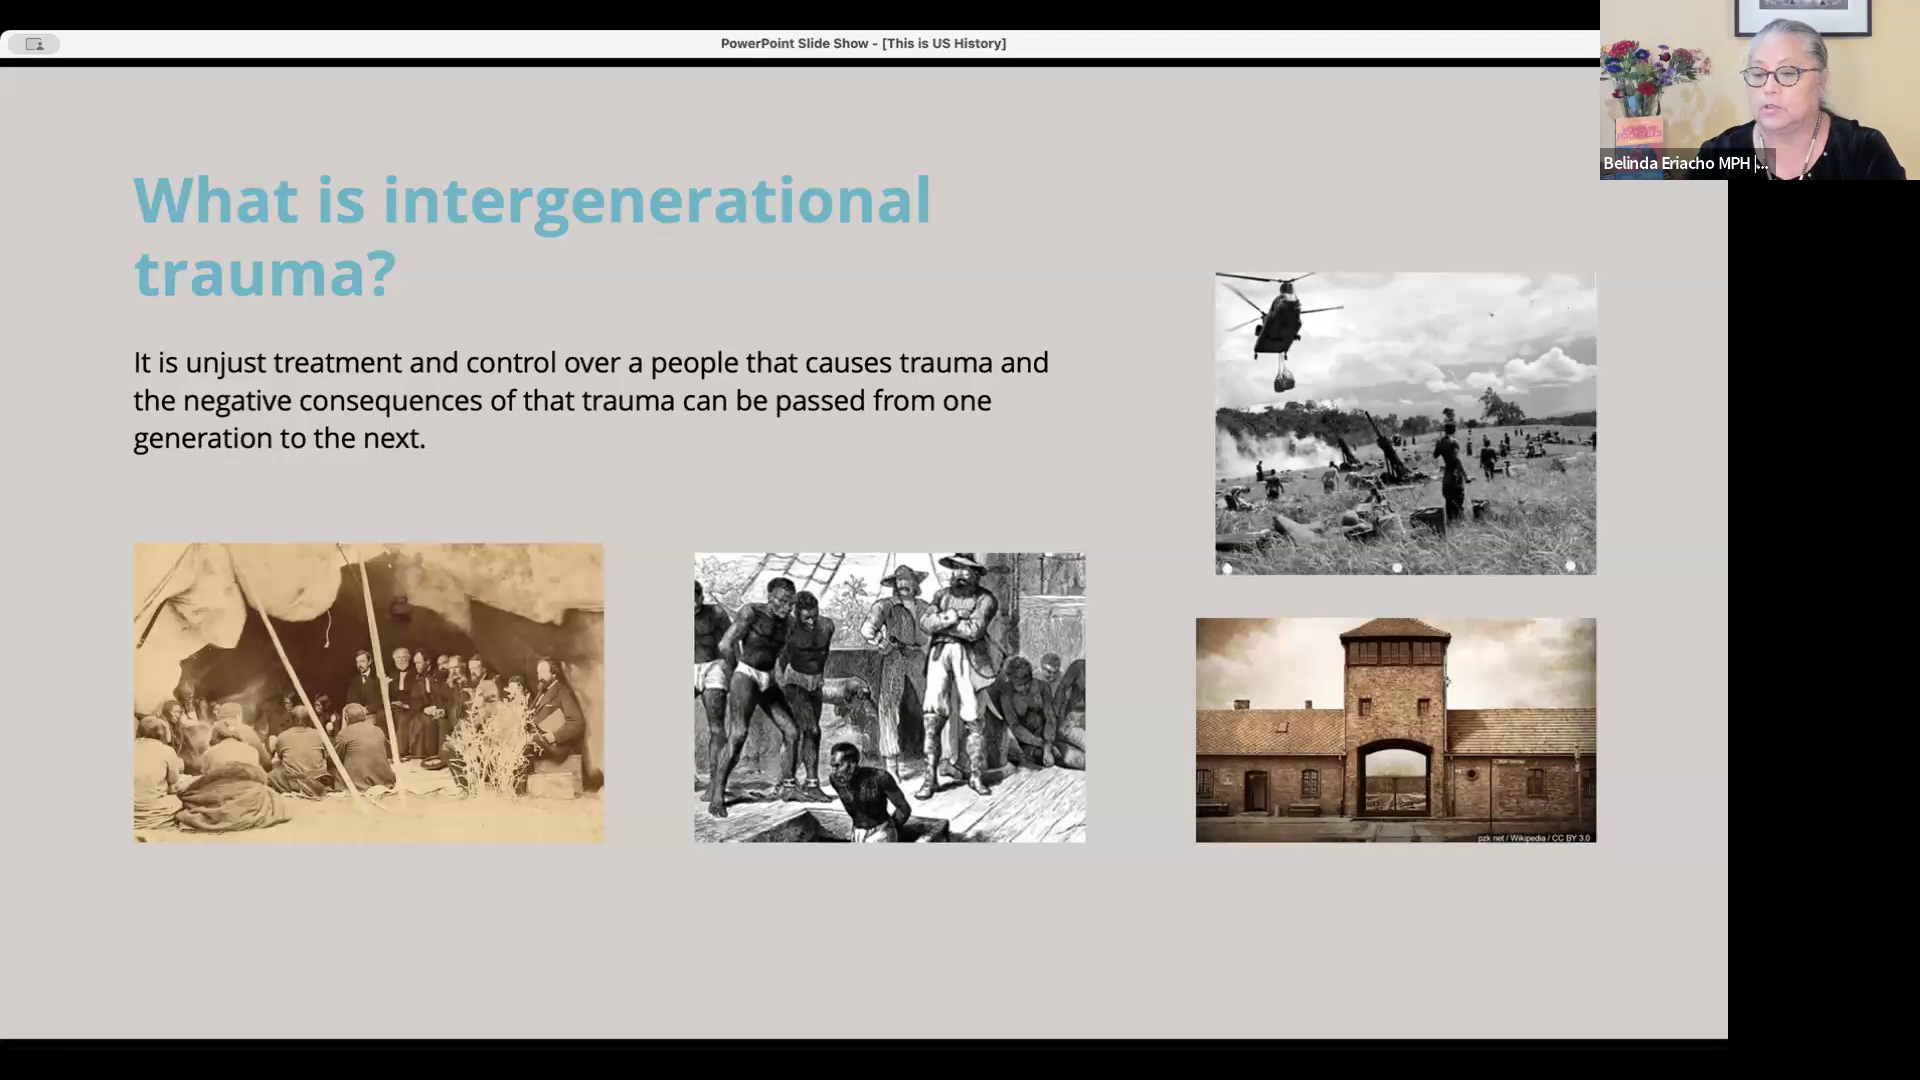 PowerPoint Slide Show - [This is US History]
Belinda Eriacho MPH |...
What is intergenerational
trauma?
It is unjust treatment and control over a people that causes trauma and
the negative consequences of that trauma can be passed from one
generation to the next.
pzk net / Wikipedia / CC BY 3.0